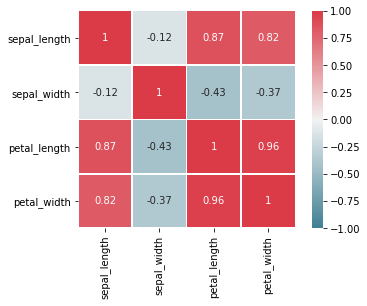 sepal_length 1 -0.12 0.87 0.82
sepal_width -0.12 1 -0.43 -0.37
petal_length 0.87 -0.43 1 0.96
petal_width 0.82 -0.37 0.96 1
sepal_length
sepal_width
petal_length
petal_width
1.00
0.75
0.50
0.25
0.00
−0.25
−0.50
−0.75
−1.00